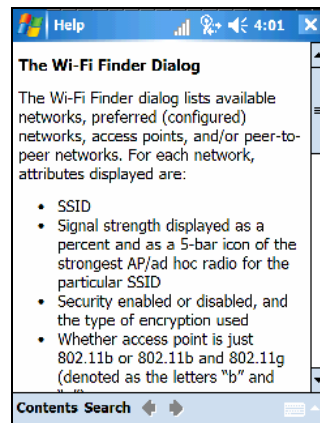 Help 4:01
The Wi-Fi Finder Dialog
The Wi-Fi Finder dialog lists available
networks, preferred (configured)
networks, access points, and/or peer-to-
peer networks. For each network,
attributes displayed are:
• SSID
• Signal strength displayed as a
percent and as a 5-bar icon of the
strongest AP/ad hoc radio for the
particular SSID
• Security enabled or disabled, and
the type of encryption used
• Whether access point is just
802.11b or 802.11b and 802.11g
(denoted as the letters “b” and
Contents Search